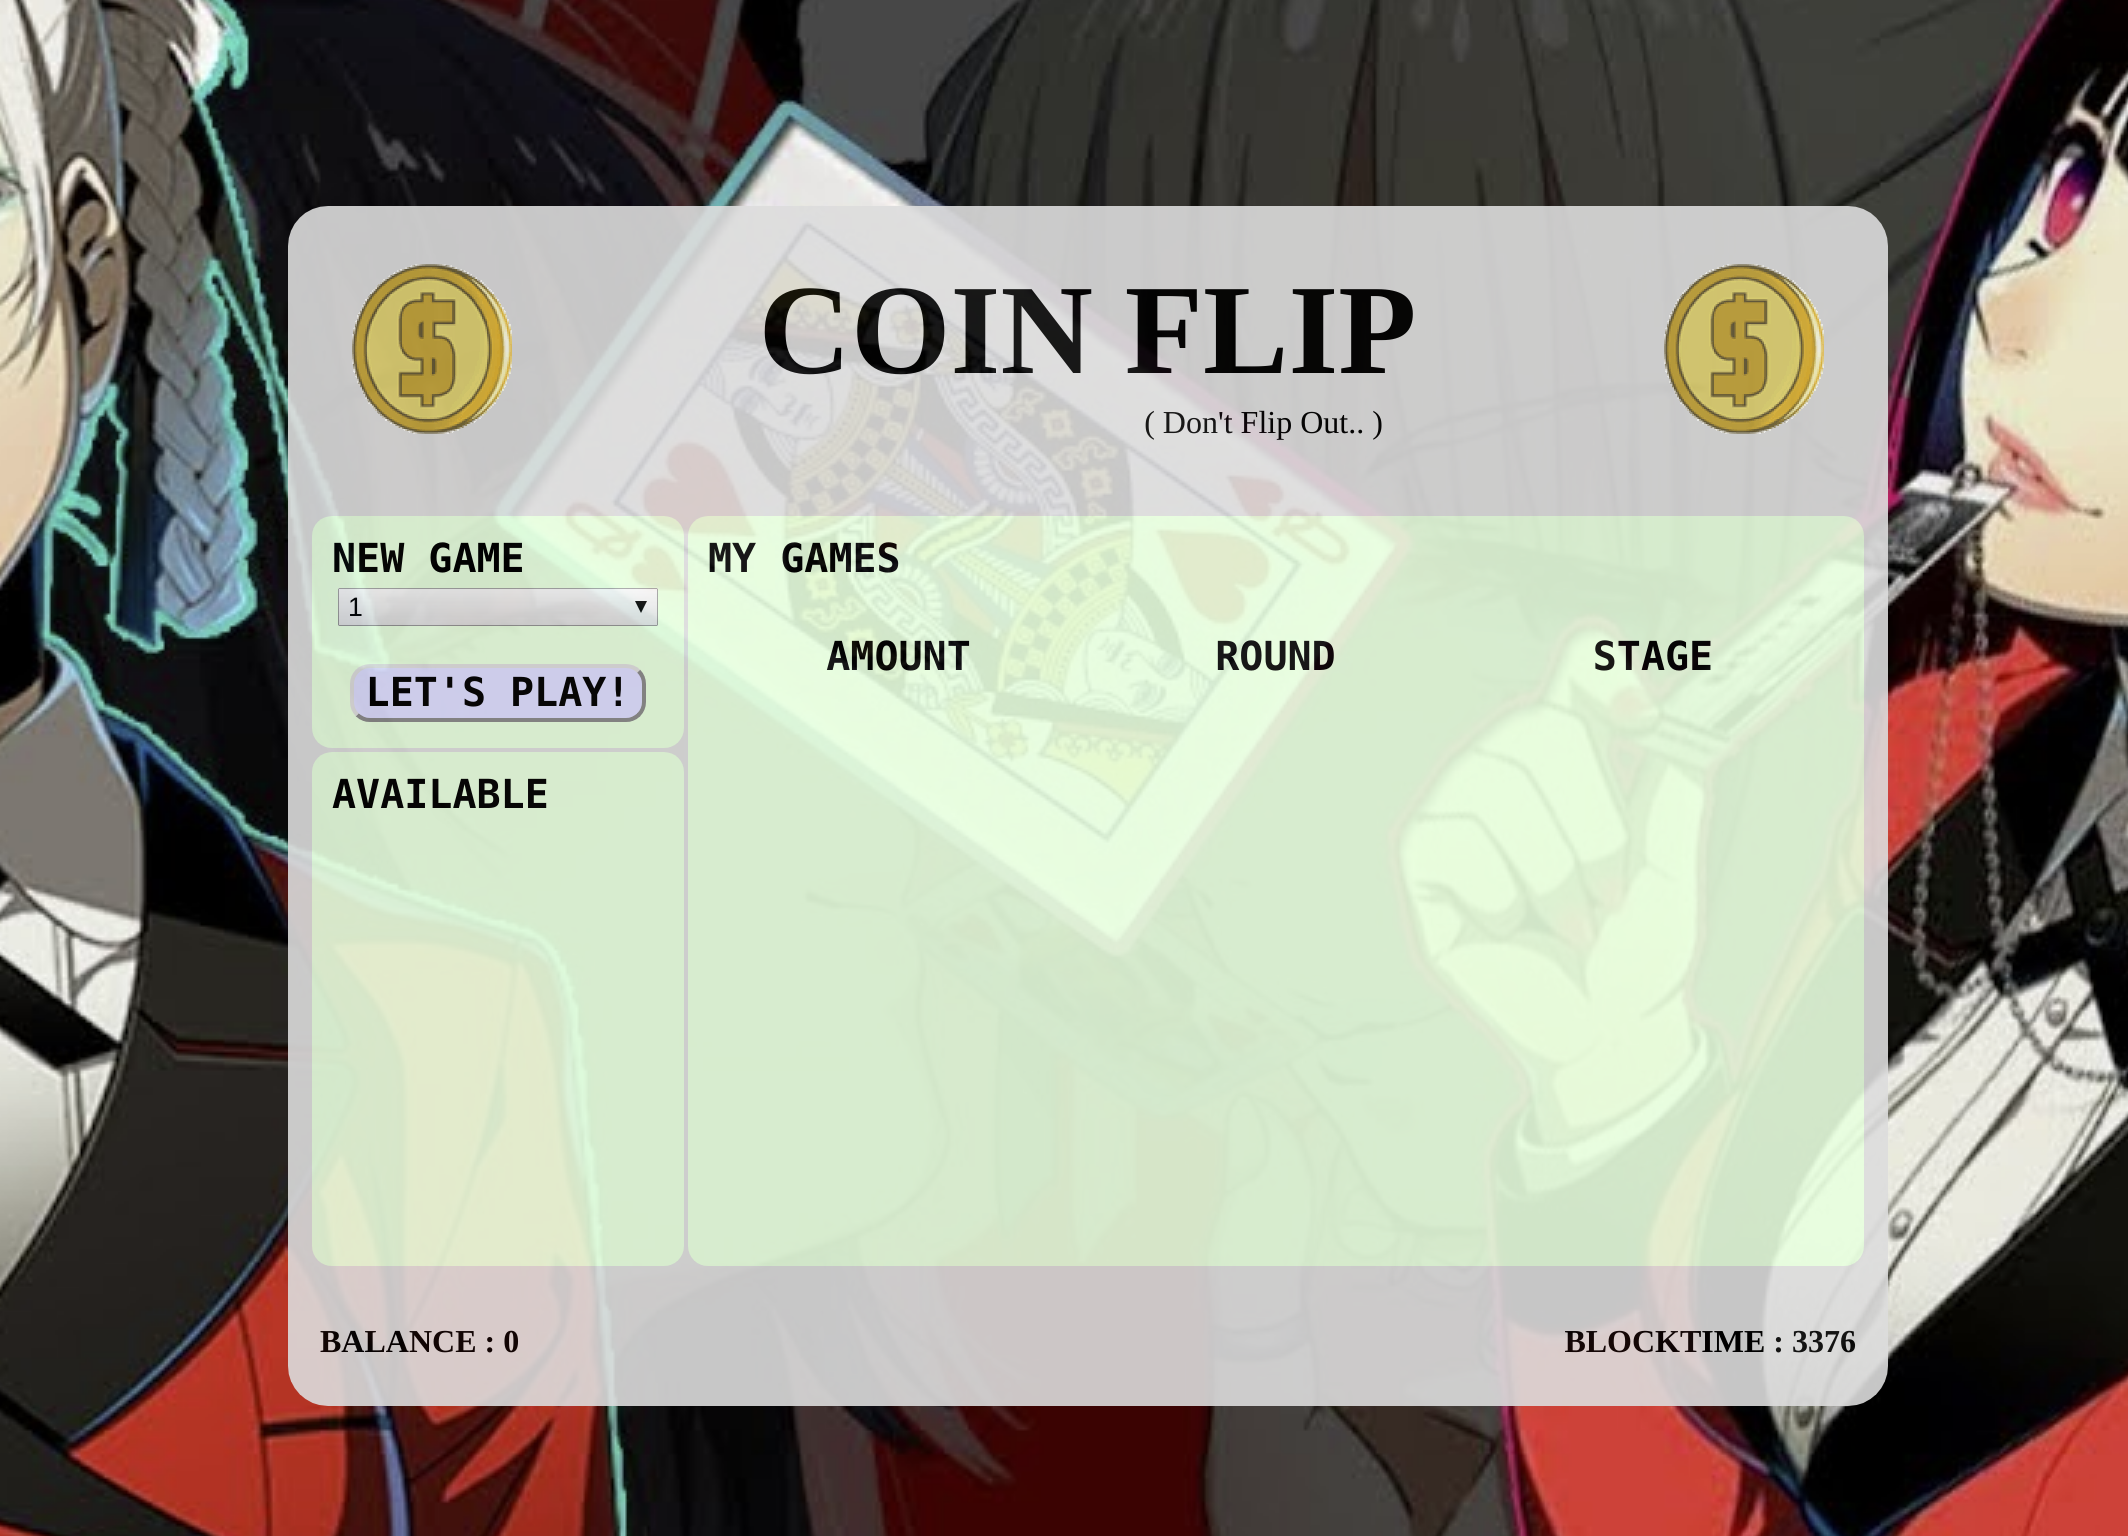 COIN FLIP
( Don't Flip Out.. )
NEW GAME
1
LET'S PLAY!
AVAILABLE
MY GAMES
AMOUNT ROUND STAGE
BALANCE : 0
BLOCKTIME : 3376
$
$
Q
Q